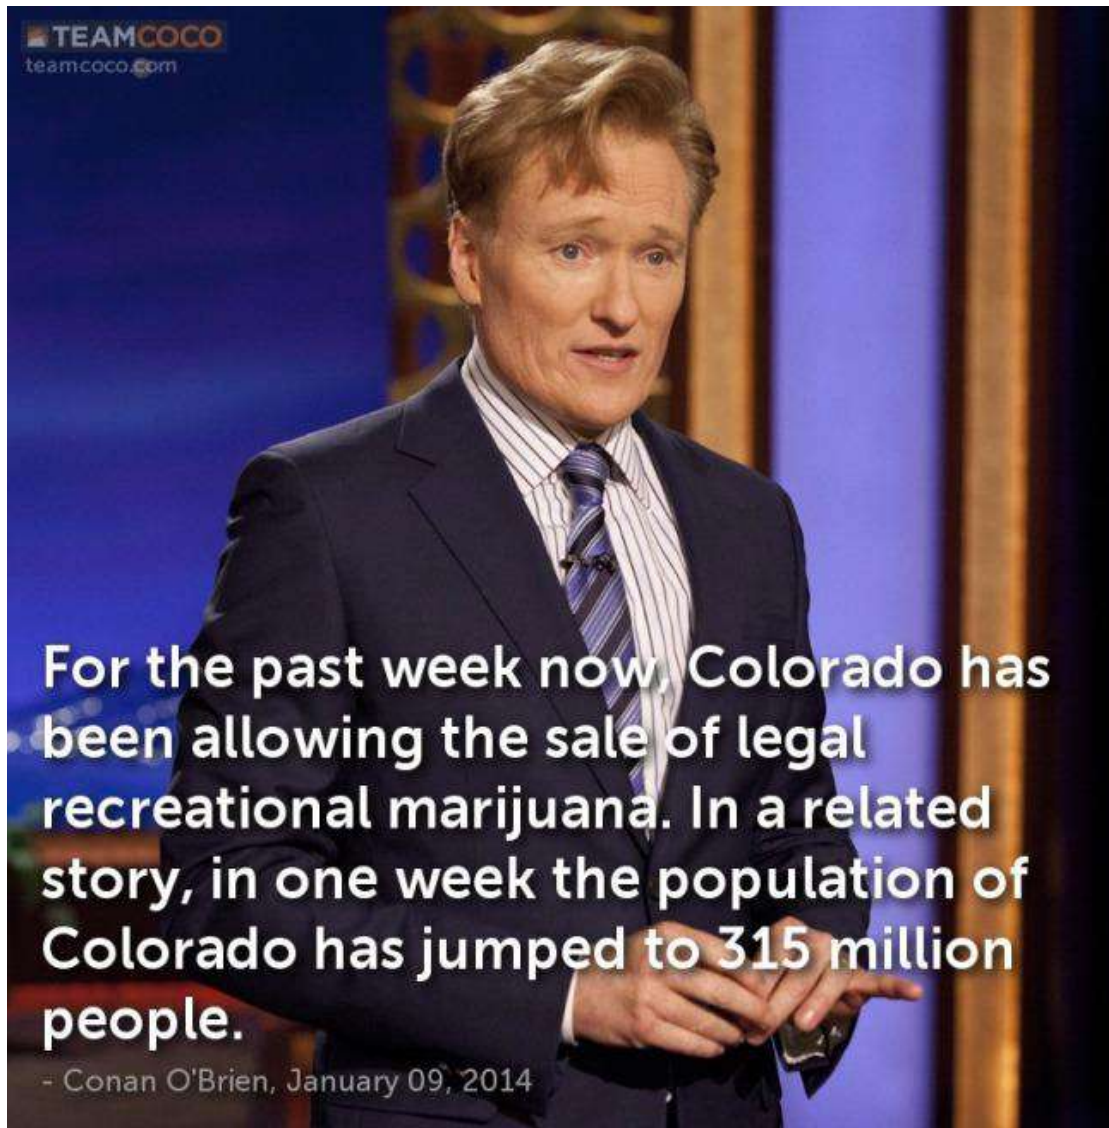 TEAMCOCO
teamcoco.com
For the past week now, Colorado has
been allowing the sale of legal
recreational marijuana. In a related
story, in one week the population of
Colorado has jumped to 315 million
people.
- Conan O'Brien, January 09, 2014